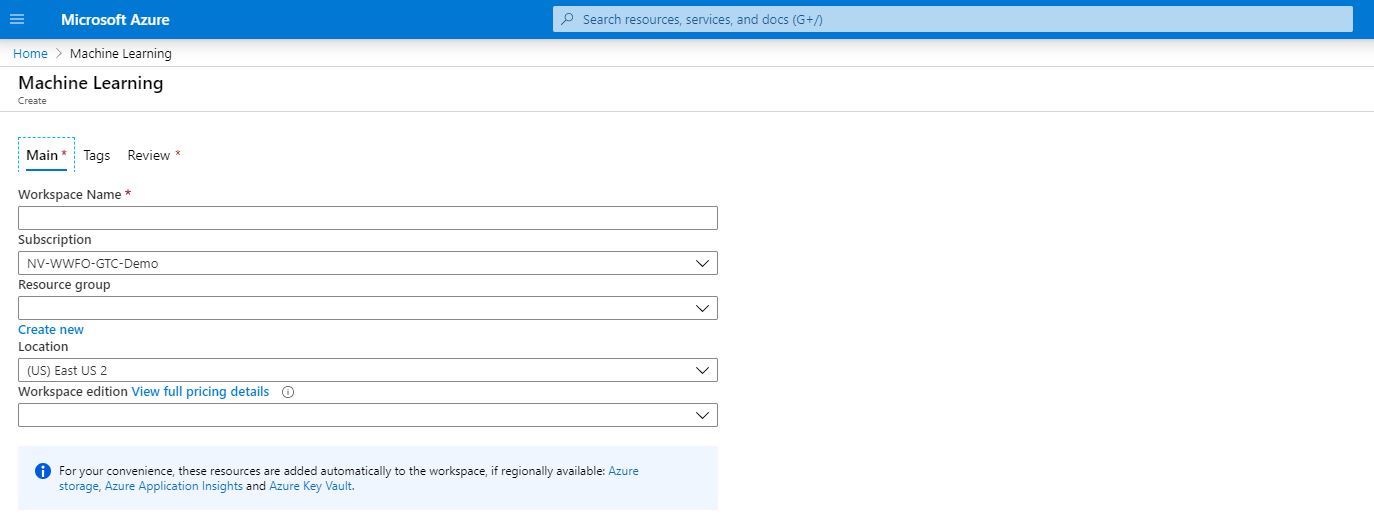 Microsoft Azure
Search resources, services, and docs (G+/)
Home > Machine Learning
Machine Learning
Create
Main * Tags Review *
Workspace Name *
Subscription
NV-WWFO-GTC-Demo
Resource group
Create new
Location
(US) East US 2
Workspace edition View full pricing details
For your convenience, these resources are added automatically to the workspace, if regionally available: Azure
storage, Azure Application Insights and Azure Key Vault.